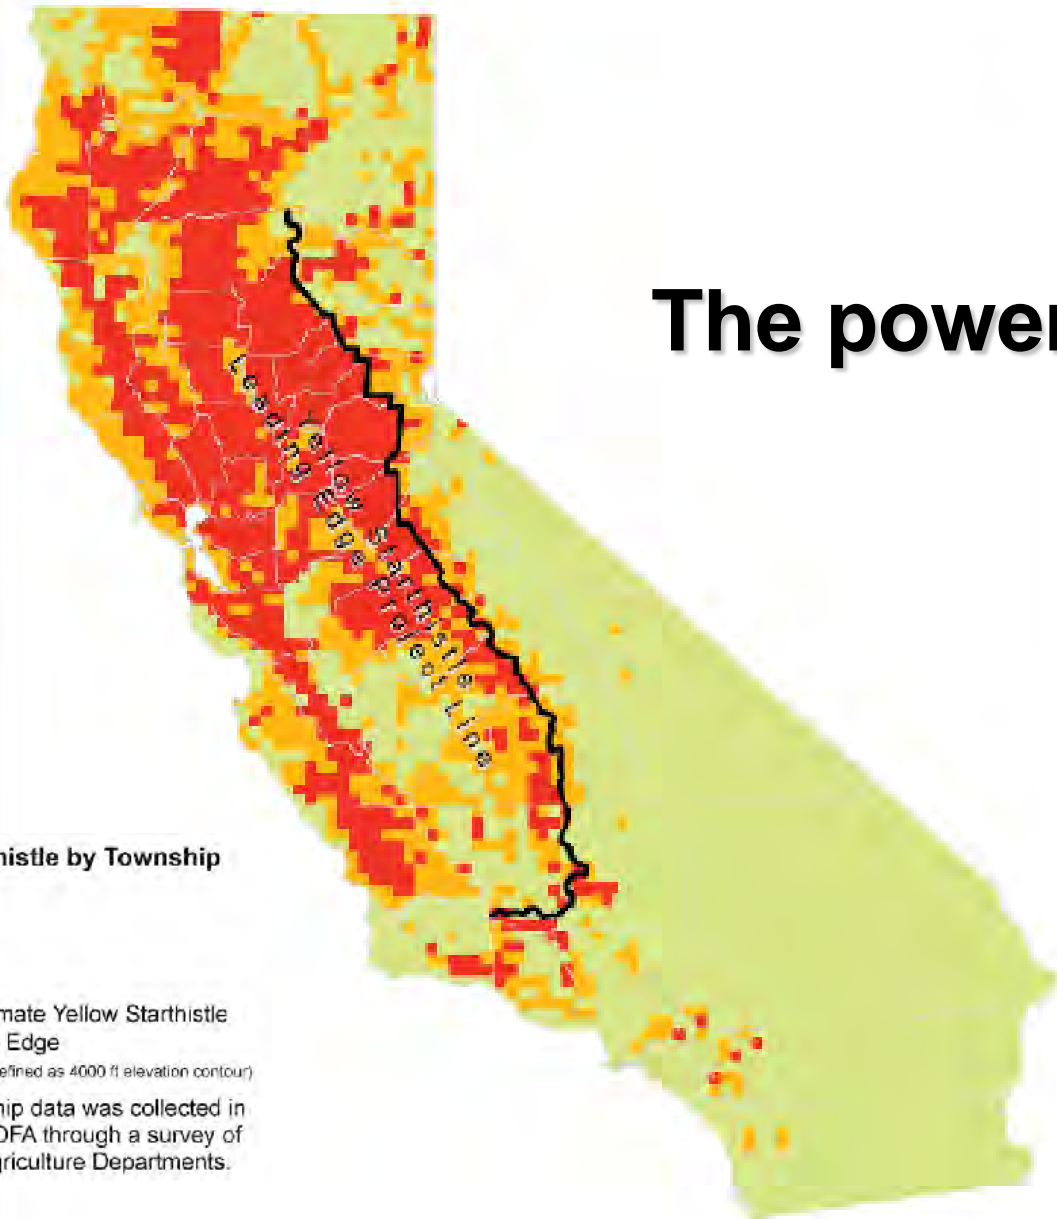 The power
Yellow Starthistle
Leading Edge Project Line
histle by Township
mate Yellow Starthistle
Edge
efined as 4000 ft elevation contour)
hip data was collected in
DFA through a survey of
griculture Departments.